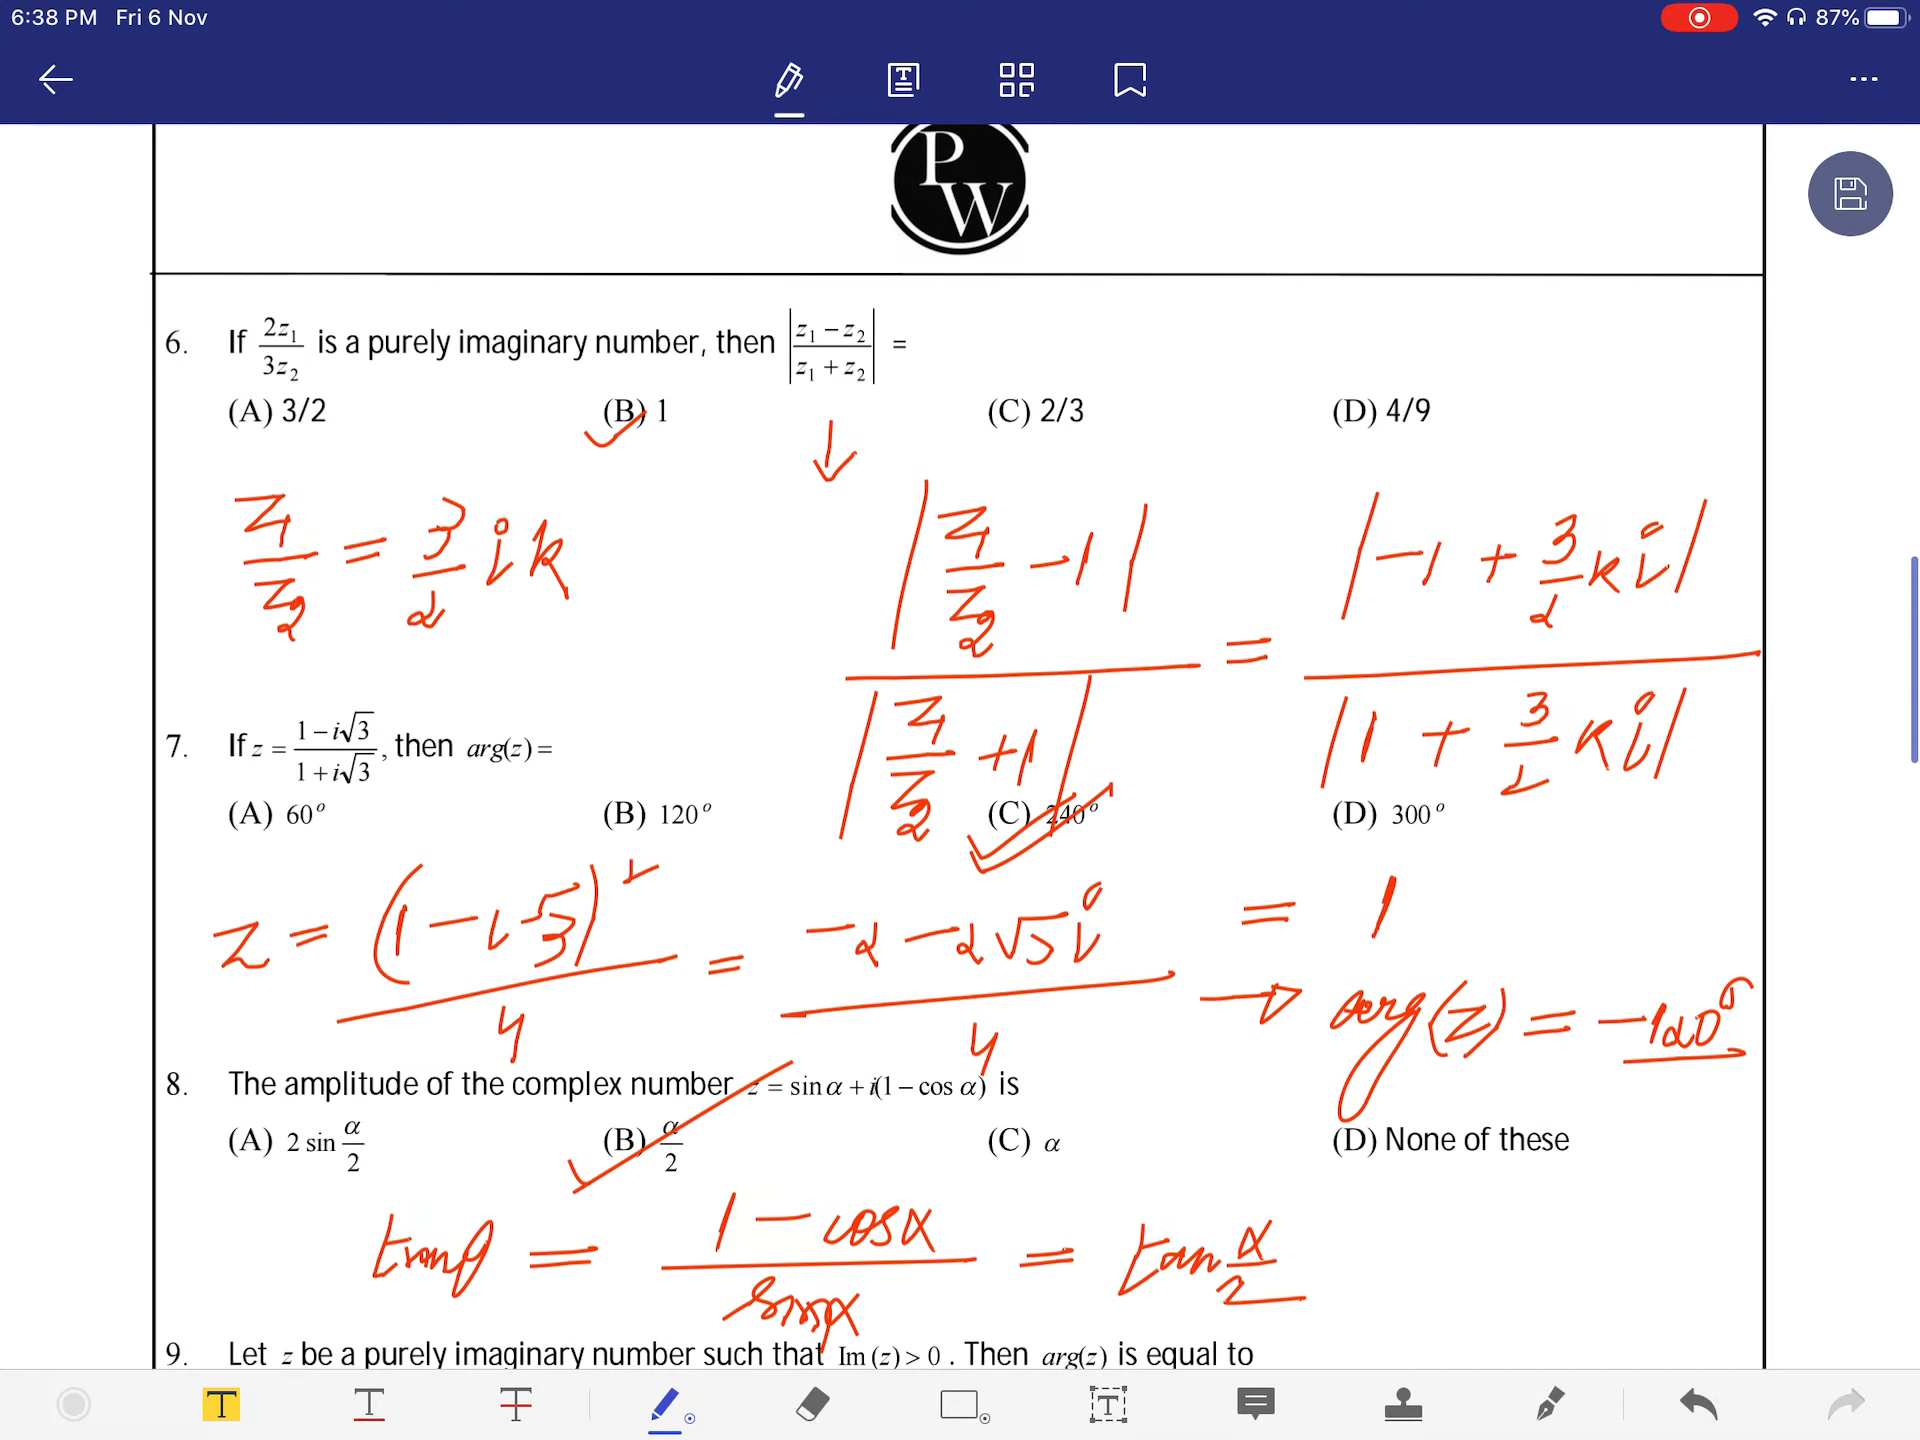 6:38 PM Fri 6 Nov 87%
PW
6. If 2z₁/3z₂ is a purely imaginary number, then |z₁ − z₂ / z₁ + z₂| =
(A) 3/2 (B) 1 (C) 2/3 (D) 4/9
z₁/z₂ = 3/2 i k
|z₁/z₂ − 1| / |z₁/z₂ + 1| = |−1 + 3/2 k i| / |1 + 3/2 k i|
= 1
7. If z = 1 − i√3 / 1 + i√3, then arg(z) =
(A) 60° (B) 120° (C) 240° (D) 300°
z = (1 − i√3)² / 4 = −2 − 2√3 i / 4 → arg(z) = −120°
8. The amplitude of the complex number z = sin α + i(1 − cos α) is
(A) 2 sin α/2 (B) α/2 (C) α (D) None of these
tanθ = 1 − cosα / sinα = tan α/2
9. Let z be a purely imaginary number such that Im (z) > 0 . Then arg(z) is equal to